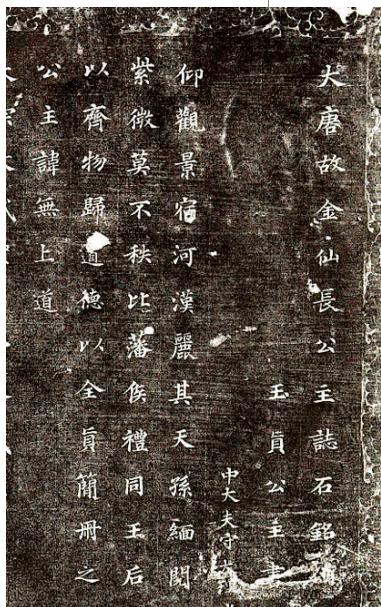 大唐故金仙長公主誌石銘
玉眞公主書
中大夫守
仰觀景宿河漢麗其天孫緬閱
紫微莫不秩比藩侯禮同王后
以齊物歸道德以全眞簡冊之
公主諱無上道